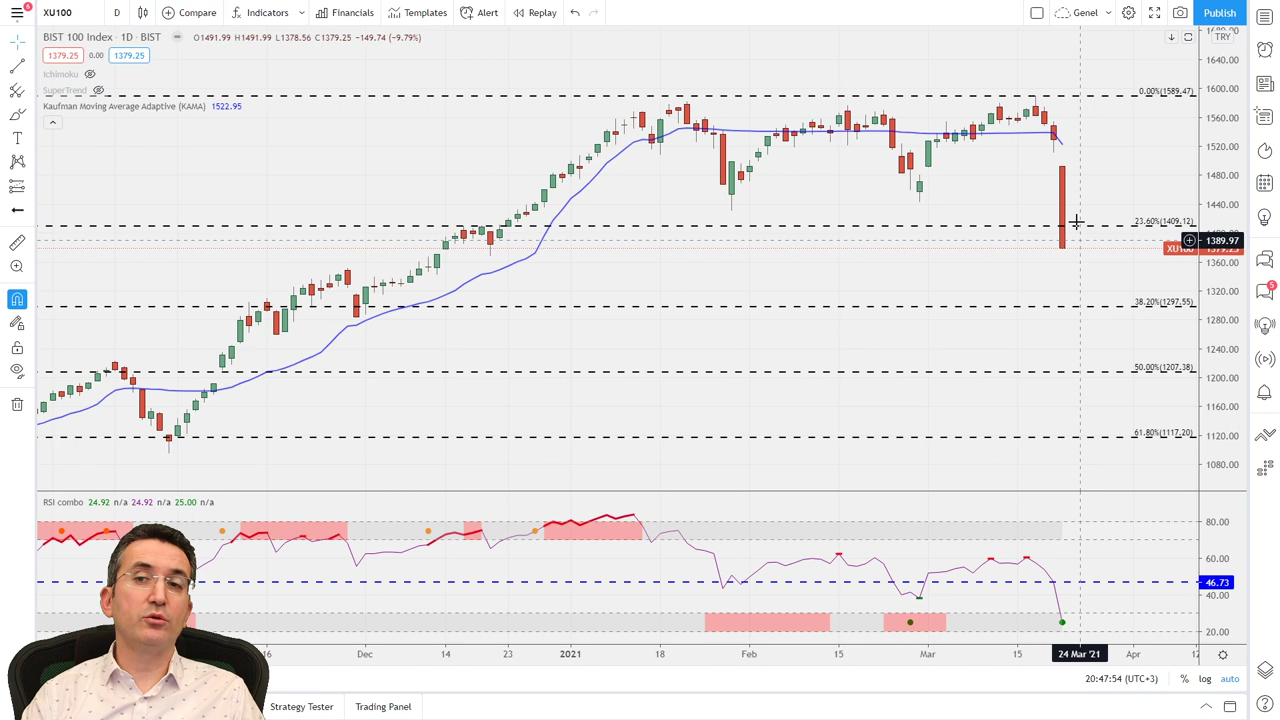 6
XU100
D
Compare
Indicators
Financials
Templates
Alert
Replay
Genel
Publish
BIST 100 Index · 1D · BIST
O1491.99 H1491.99 L1378.56 C1379.25 -149.74 (-9.79%)
TRY
1379.25 0.00 1379.25
Ichimoku
SuperTrend
Kaufman Moving Average Adaptive (KAMA) 1522.95
1640.00
0.00%(1589.47)
1600.00
1560.00
1520.00
1480.00
1440.00
23.60%(1409.12)
1389.97
XU100
1360.00
1320.00
38.20%(1297.55)
1280.00
1240.00
50.00%(1207.38)
1200.00
1160.00
61.80%(1117.20)
1120.00
1080.00
5
RSI combo 24.92 n/a 24.92 n/a 25.00 n/a
80.00
60.00
46.73
40.00
20.00
16
Dec
14
23
2021
18
Feb
15
Mar
15
24 Mar '21
Apr
12
20:47:54 (UTC+3)
%
log
auto
Strategy Tester
Trading Panel